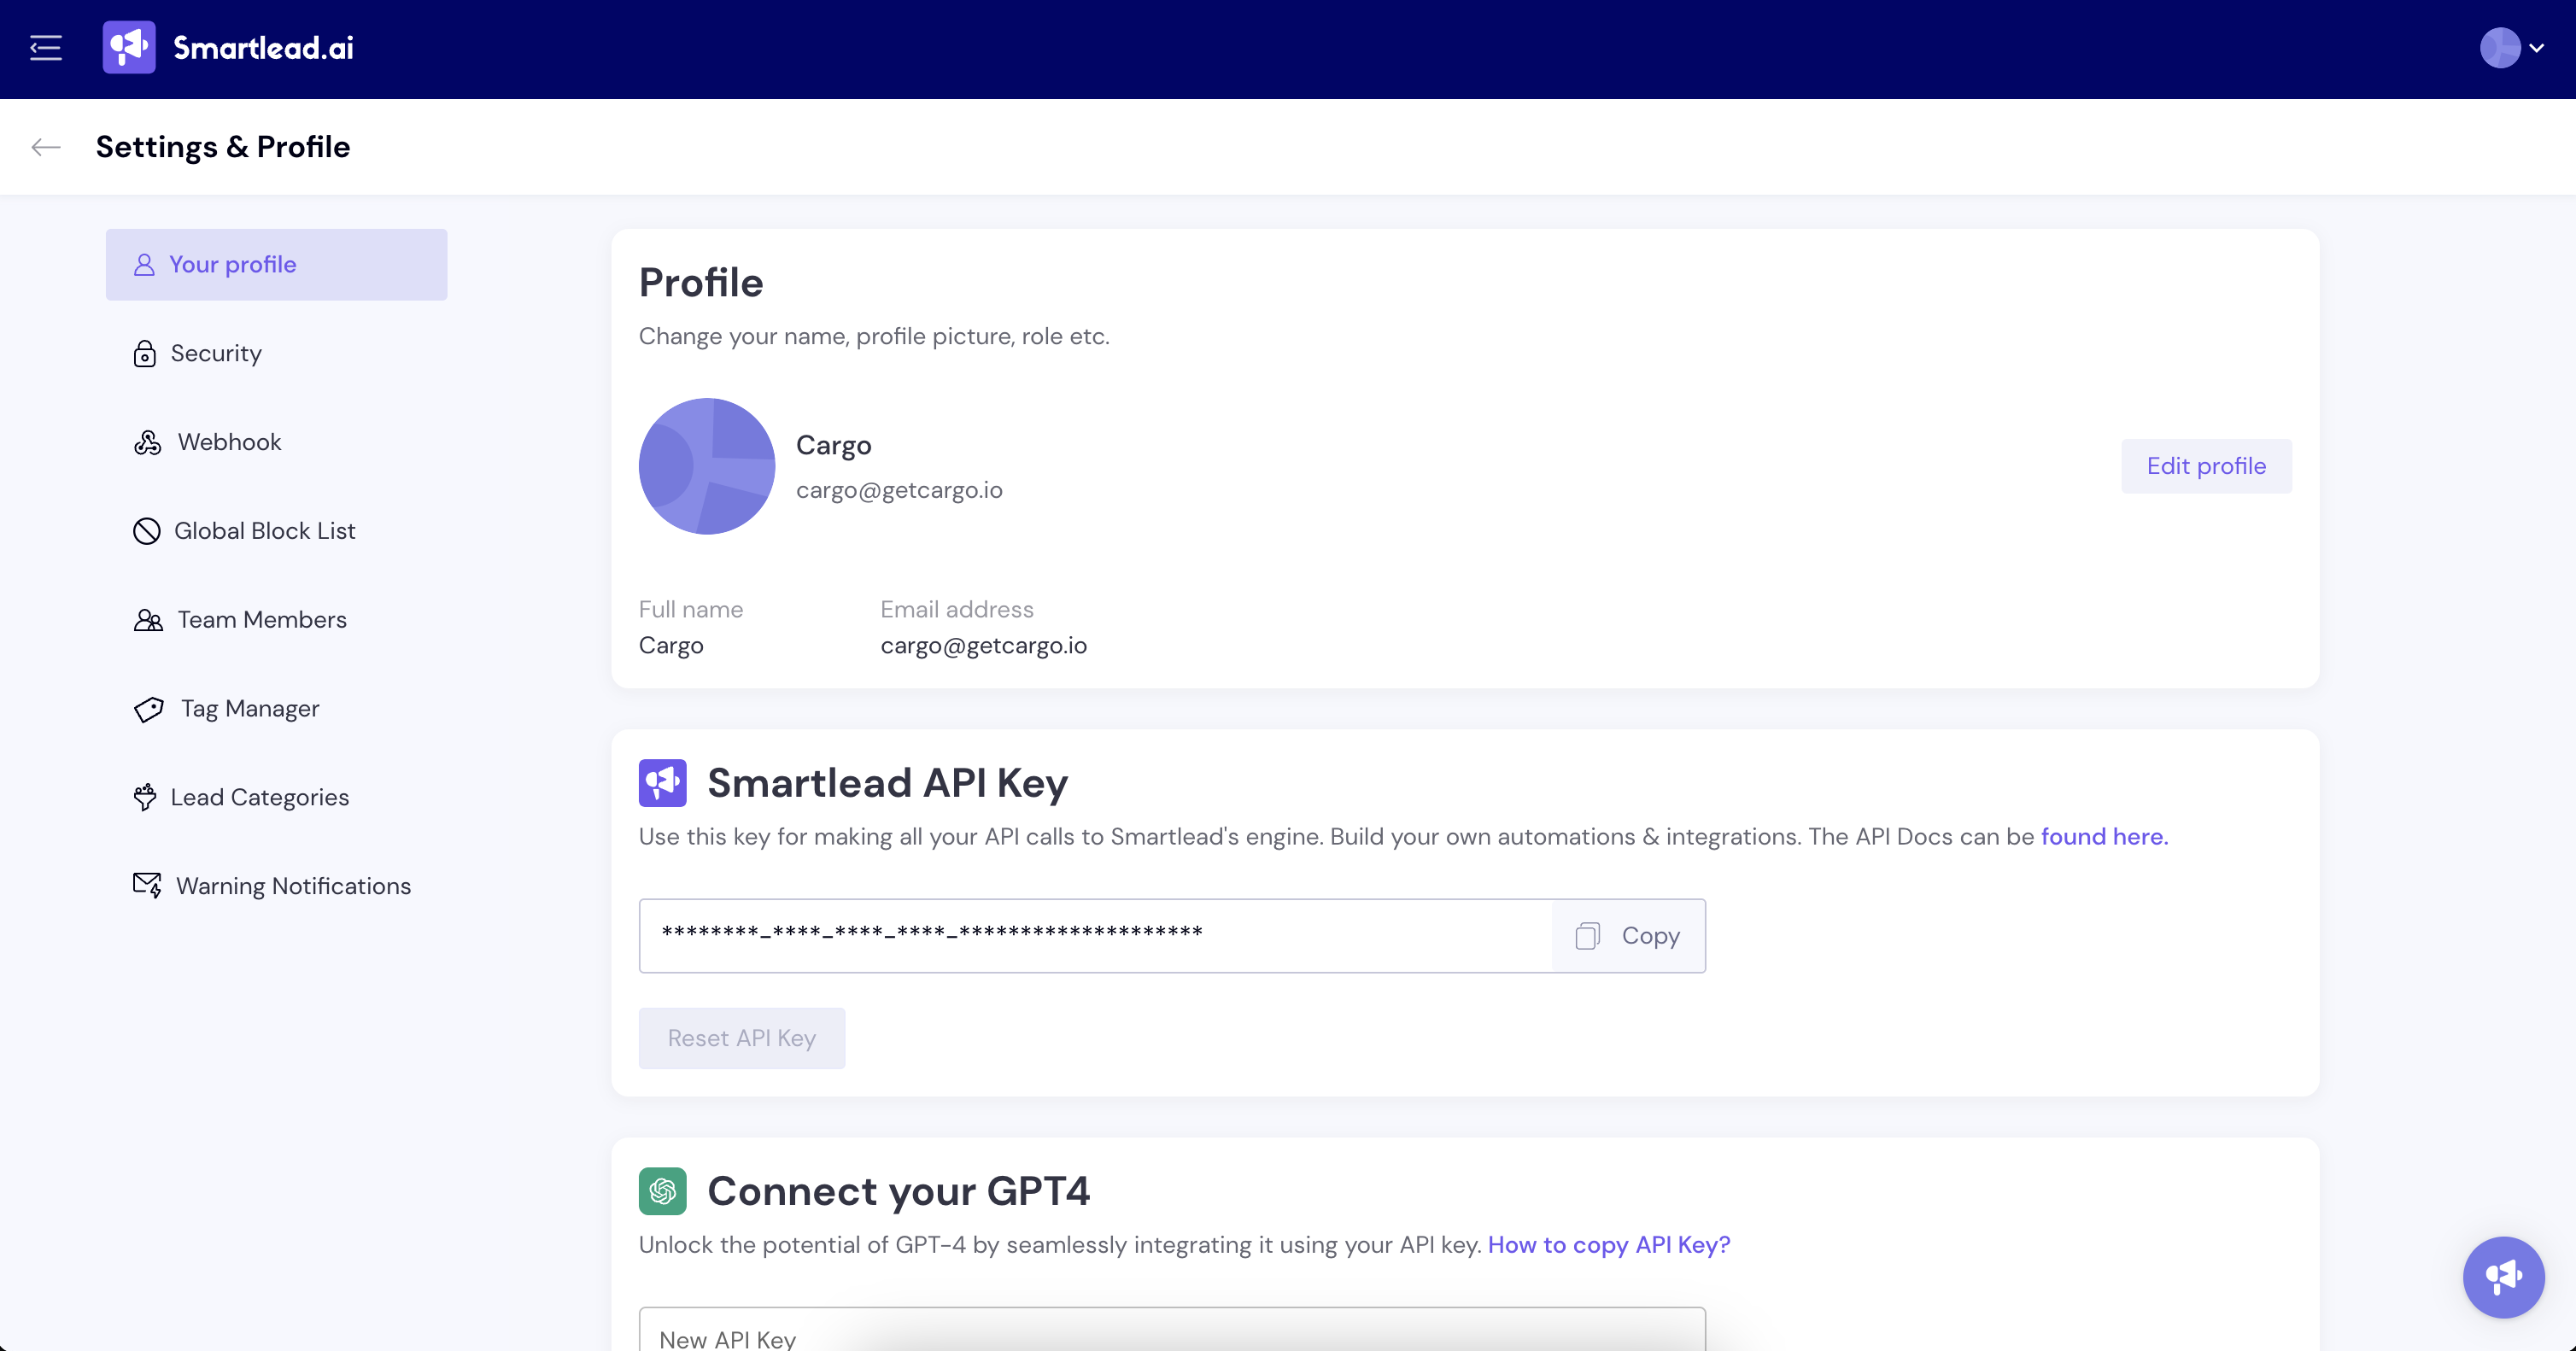 Smartlead.ai
Settings & Profile
Your profile
Security
Webhook
Global Block List
Team Members
Tag Manager
Lead Categories
Warning Notifications
Profile
Change your name, profile picture, role etc.
Cargo
cargo@getcargo.io
Edit profile
Full name
Email address
Cargo
cargo@getcargo.io
Smartlead API Key
Use this key for making all your API calls to Smartlead's engine. Build your own automations & integrations. The API Docs can be found here.
********-****-****-****-********************
Copy
Reset API Key
Connect your GPT4
Unlock the potential of GPT-4 by seamlessly integrating it using your API key. How to copy API Key?
New API Key